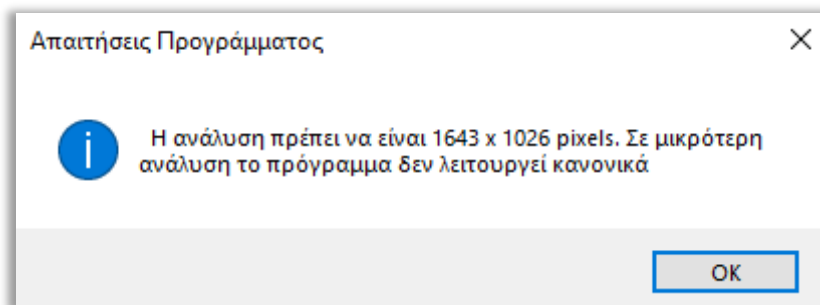 Απαιτήσεις Προγράμματος
Η ανάλυση πρέπει να είναι 1643 x 1026 pixels. Σε μικρότερη
ανάλυση το πρόγραμμα δεν λειτουργεί κανονικά
OK